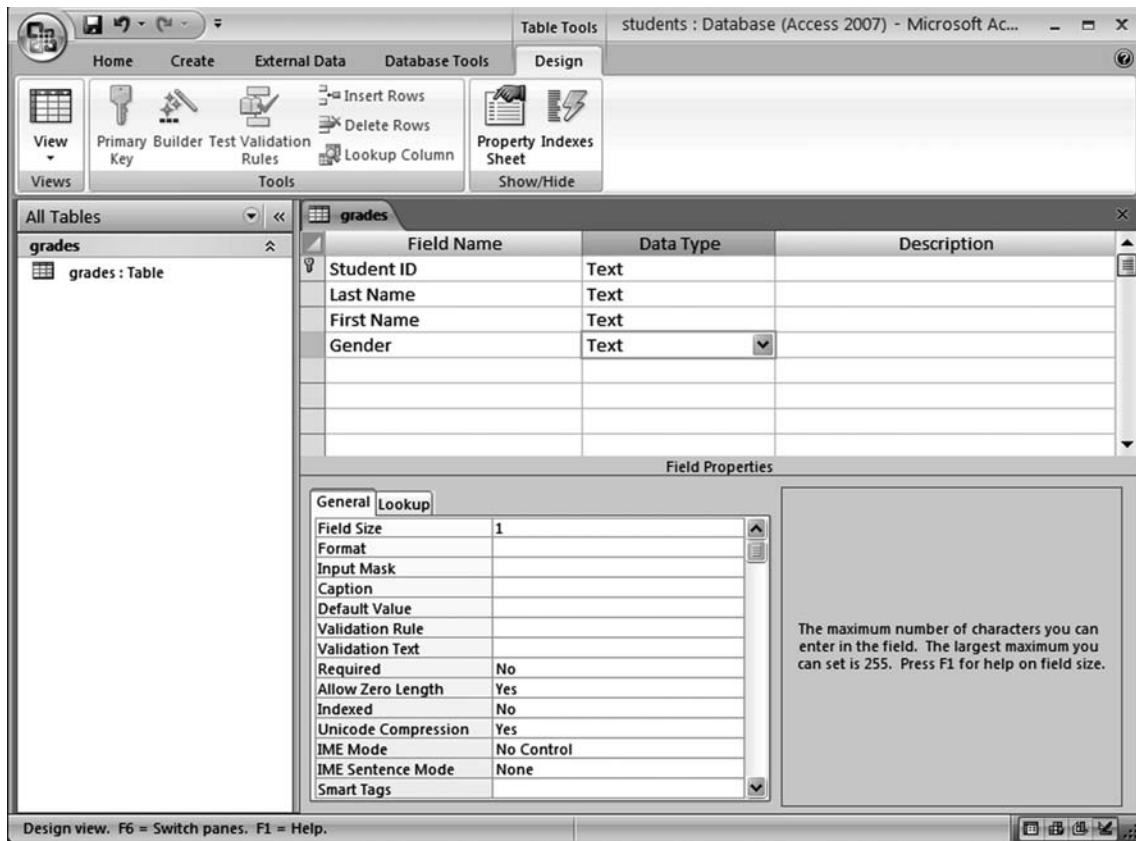 Table Tools students : Database (Access 2007) - Microsoft Ac...
Home Create External Data Database Tools Design
View
Primary Key
Builder
Test Validation Rules
Insert Rows
Delete Rows
Lookup Column
Property Sheet
Indexes
Views Tools Show/Hide
All Tables
grades
grades : Table
grades
Field Name Data Type Description
Student ID Text
Last Name Text
First Name Text
Gender Text
Field Properties
General Lookup
Field Size 1
Format
Input Mask
Caption
Default Value
Validation Rule
Validation Text
Required No
Allow Zero Length Yes
Indexed No
Unicode Compression Yes
IME Mode No Control
IME Sentence Mode None
Smart Tags
The maximum number of characters you can
enter in the field. The largest maximum you
can set is 255. Press F1 for help on field size.
Design view. F6 = Switch panes. F1 = Help.